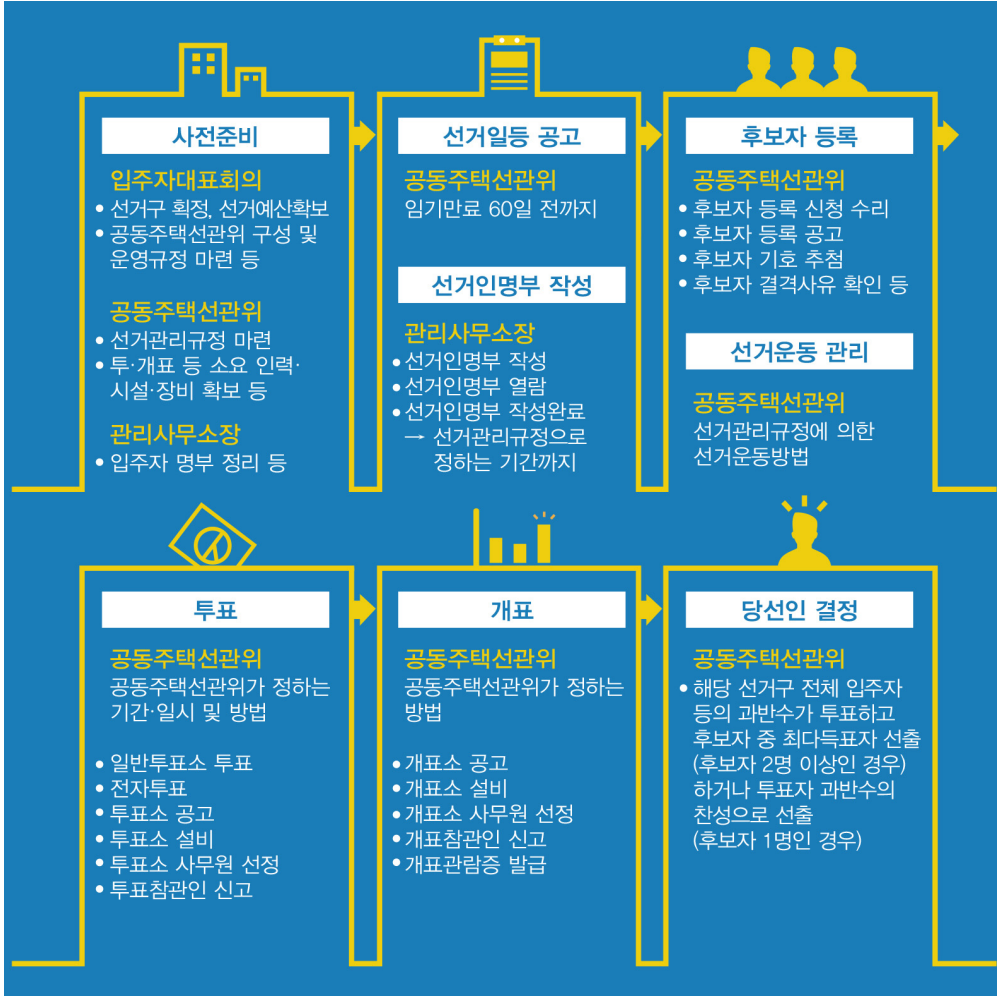 사전준비
입주자대표회의
• 선거구 획정, 선거예산확보
• 공동주택선관위 구성 및
운영규정 마련 등
공동주택선관위
• 선거관리규정 마련
• 투·개표 등 소요 인력·
시설·장비 확보 등
관리사무소장
• 입주자 명부 정리 등
선거일등 공고
공동주택선관위
임기만료 60일 전까지
선거인명부 작성
관리사무소장
• 선거인명부 작성
• 선거인명부 열람
• 선거인명부 작성완료
→ 선거관리규정으로
정하는 기간까지
후보자 등록
공동주택선관위
• 후보자 등록 신청 수리
• 후보자 등록 공고
• 후보자 기호 추첨
• 후보자 결격사유 확인 등
선거운동 관리
공동주택선관위
선거관리규정에 의한
선거운동방법
투표
공동주택선관위
공동주택선관위가 정하는
기간·일시 및 방법
• 일반투표소 투표
• 전자투표
• 투표소 공고
• 투표소 설비
• 투표소 사무원 선정
• 투표참관인 신고
개표
공동주택선관위
공동주택선관위가 정하는
방법
• 개표소 공고
• 개표소 설비
• 개표소 사무원 선정
• 개표참관인 신고
• 개표관람증 발급
당선인 결정
공동주택선관위
• 해당 선거구 전체 입주자
등의 과반수가 투표하고
후보자 중 최다득표자 선출
(후보자 2명 이상인 경우)
하거나 투표자 과반수의
찬성으로 선출
(후보자 1명인 경우)